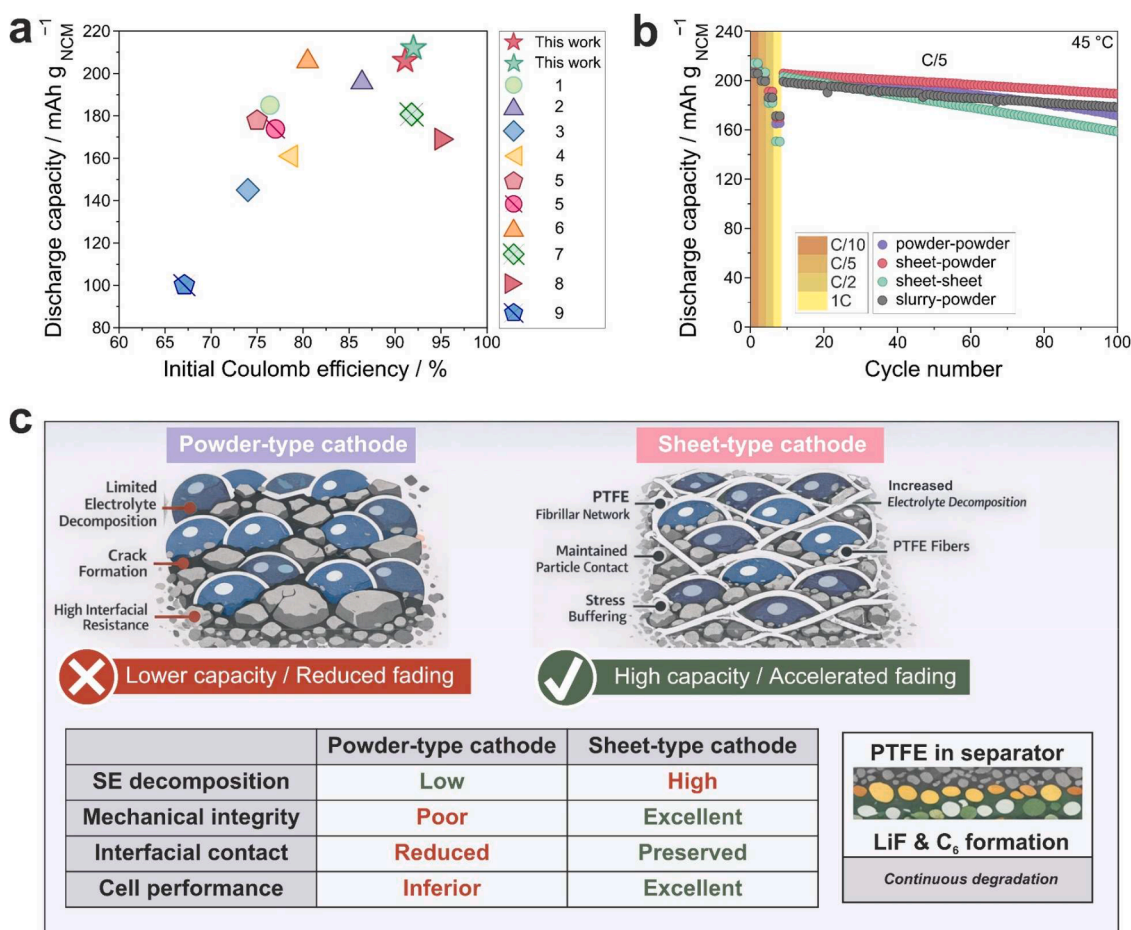 a
Discharge capacity / mAh g_NCM^−1
220
200
180
160
140
120
100
80
60 65 70 75 80 85 90 95 100
Initial Coulomb efficiency / %
This work
This work
1
2
3
4
5
5
6
7
8
9
b
Discharge capacity / mAh g_NCM^−1
240
200
160
120
80
40
0
0 20 40 60 80 100
Cycle number
45 °C
C/5
C/10
C/5
C/2
1C
powder-powder
sheet-powder
sheet-sheet
slurry-powder
c
Powder-type cathode
Limited
Electrolyte
Decomposition
Crack
Formation
High Interfacial
Resistance
Lower capacity / Reduced fading
Sheet-type cathode
PTFE
Fibrillar Network
Maintained
Particle Contact
Stress
Buffering
Increased
Electrolyte Decomposition
PTFE Fibers
High capacity / Accelerated fading
Powder-type cathode Sheet-type cathode
SE decomposition Low High
Mechanical integrity Poor Excellent
Interfacial contact Reduced Preserved
Cell performance Inferior Excellent
PTFE in separator
LiF & C₆ formation
Continuous degradation